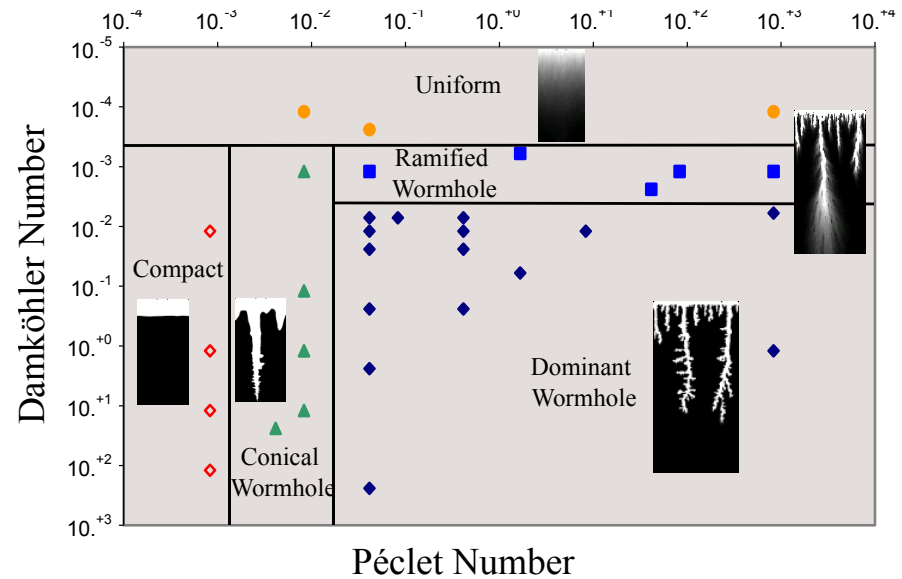 10.⁻⁴ 10.⁻³ 10.⁻² 10.⁻¹ 10.⁺⁰ 10.⁺¹ 10.⁺² 10.⁺³ 10.⁺⁴
10.⁻⁵
10.⁻⁴
10.⁻³
10.⁻²
10.⁻¹
10.⁺⁰
10.⁺¹
10.⁺²
10.⁺³
Damköhler Number
Uniform
Ramified
Wormhole
Compact
Dominant
Wormhole
Conical
Wormhole
Péclet Number